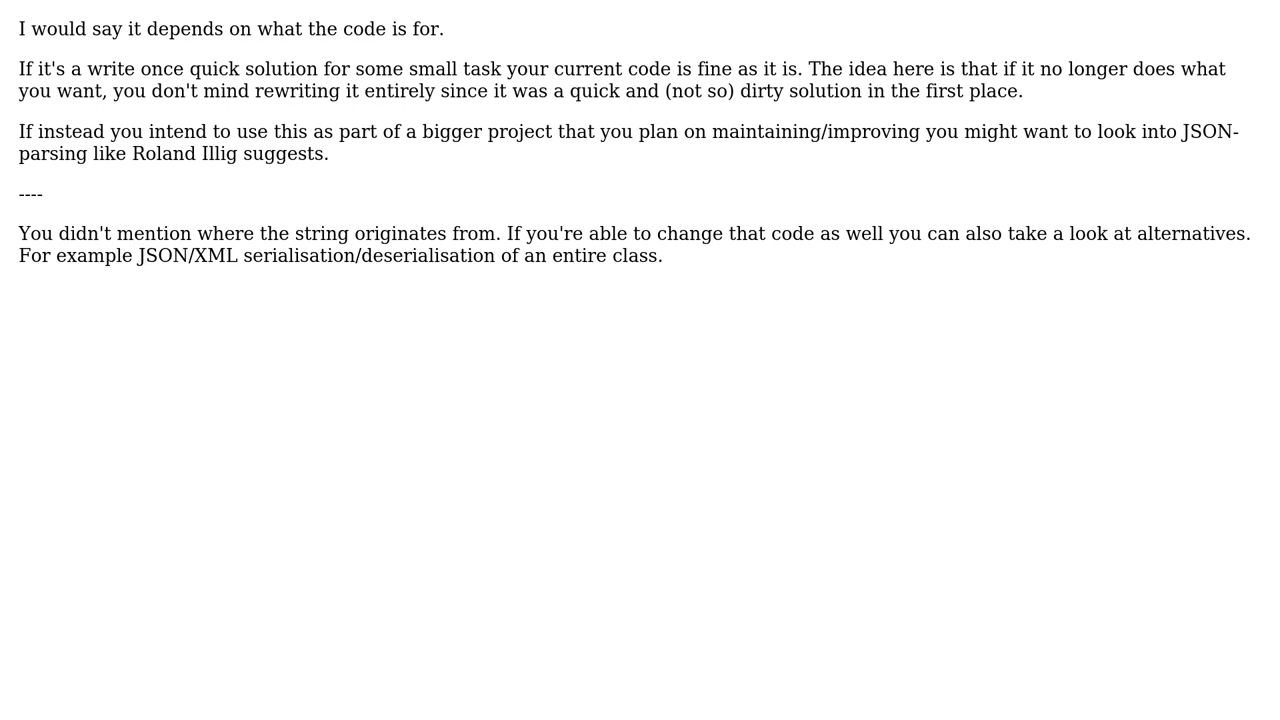 I would say it depends on what the code is for.
If it's a write once quick solution for some small task your current code is fine as it is. The idea here is that if it no longer does what
you want, you don't mind rewriting it entirely since it was a quick and (not so) dirty solution in the first place.
If instead you intend to use this as part of a bigger project that you plan on maintaining/improving you might want to look into JSON-
parsing like Roland Illig suggests.
----
You didn't mention where the string originates from. If you're able to change that code as well you can also take a look at alternatives.
For example JSON/XML serialisation/deserialisation of an entire class.